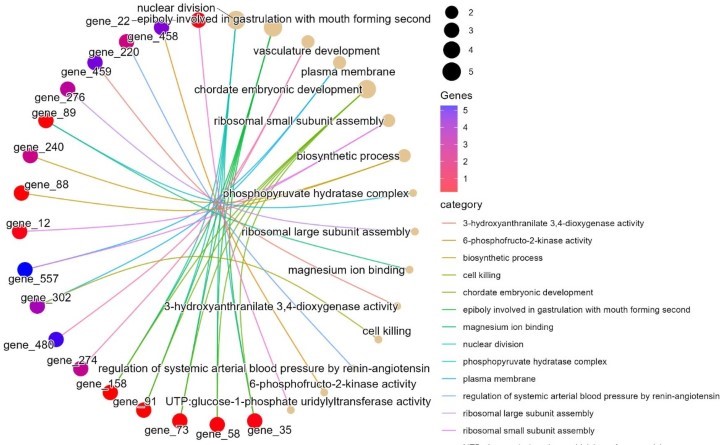 nuclear division
gene_22
epiboly involved in gastrulation with mouth forming second
gene_458
gene_220
vasculature development
gene_459
plasma membrane
gene_276
chordate embryonic development
gene_89
ribosomal small subunit assembly
gene_240
biosynthetic process
gene_88
phosphopyruvate hydratase complex
gene_12
ribosomal large subunit assembly
gene_557
magnesium ion binding
gene_302
3-hydroxyanthranilate 3,4-dioxygenase activity
cell killing
gene_480
gene_274
regulation of systemic arterial blood pressure by renin-angiotensin
gene_158
6-phosphofructo-2-kinase activity
gene_91
UTP:glucose-1-phosphate uridylyltransferase activity
gene_73
gene_58
gene_35
2
3
4
5
Genes
5
4
3
2
1
category
3-hydroxyanthranilate 3,4-dioxygenase activity
6-phosphofructo-2-kinase activity
biosynthetic process
cell killing
chordate embryonic development
epiboly involved in gastrulation with mouth forming second
magnesium ion binding
nuclear division
phosphopyruvate hydratase complex
plasma membrane
regulation of systemic arterial blood pressure by renin-angiotensin
ribosomal large subunit assembly
ribosomal small subunit assembly